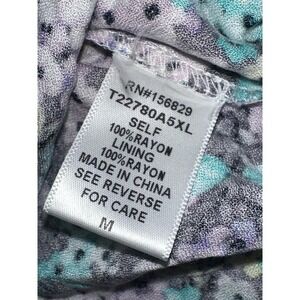 RN#156829
T22780A5XL
SELF
100%RAYON
LINING
100%RAYON
MADE IN CHINA
SEE REVERSE
FOR CARE
M